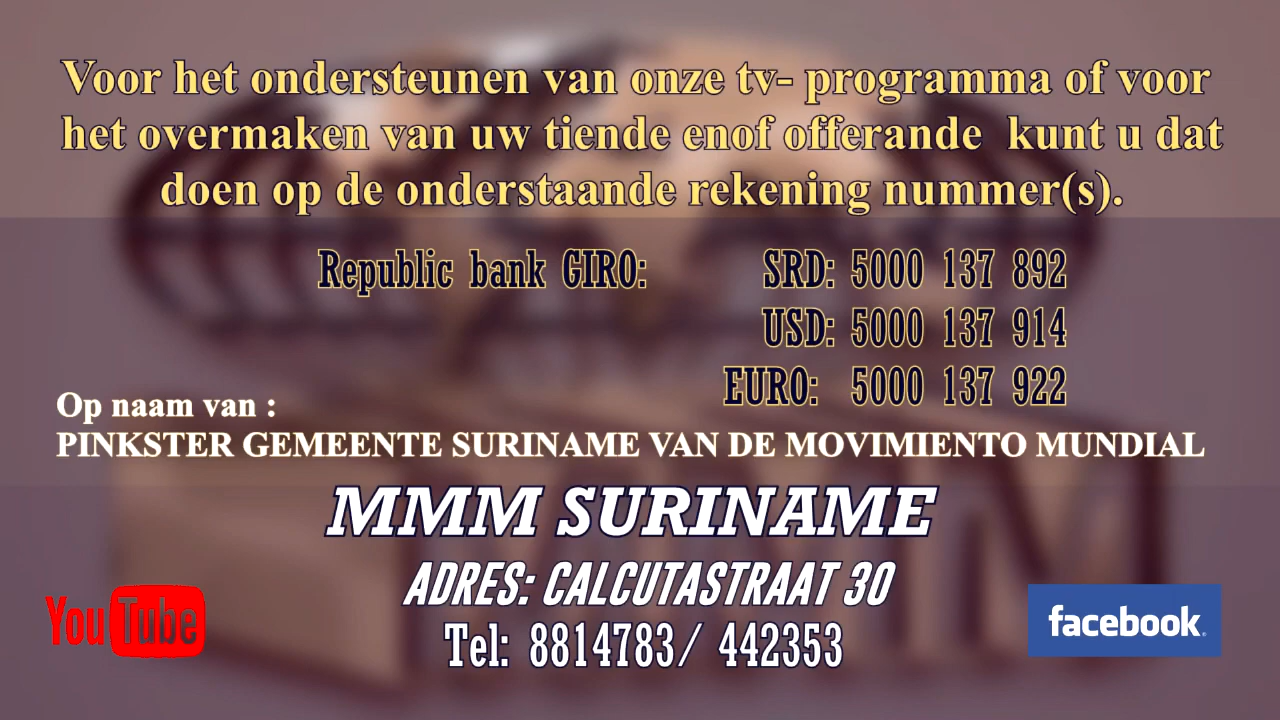 Voor het ondersteunen van onze tv- programma of voor
het overmaken van uw tiende enof offerande kunt u dat
doen op de onderstaande rekening nummer(s).
Republic bank GIRO: SRD: 5000 137 892
USD: 5000 137 914
EURO: 5000 137 922
Op naam van :
PINKSTER GEMEENTE SURINAME VAN DE MOVIMIENTO MUNDIAL
MMM SURINAME
ADRES: CALCUTASTRAAT 30
Tel: 8814783/ 442353
YouTube
facebook